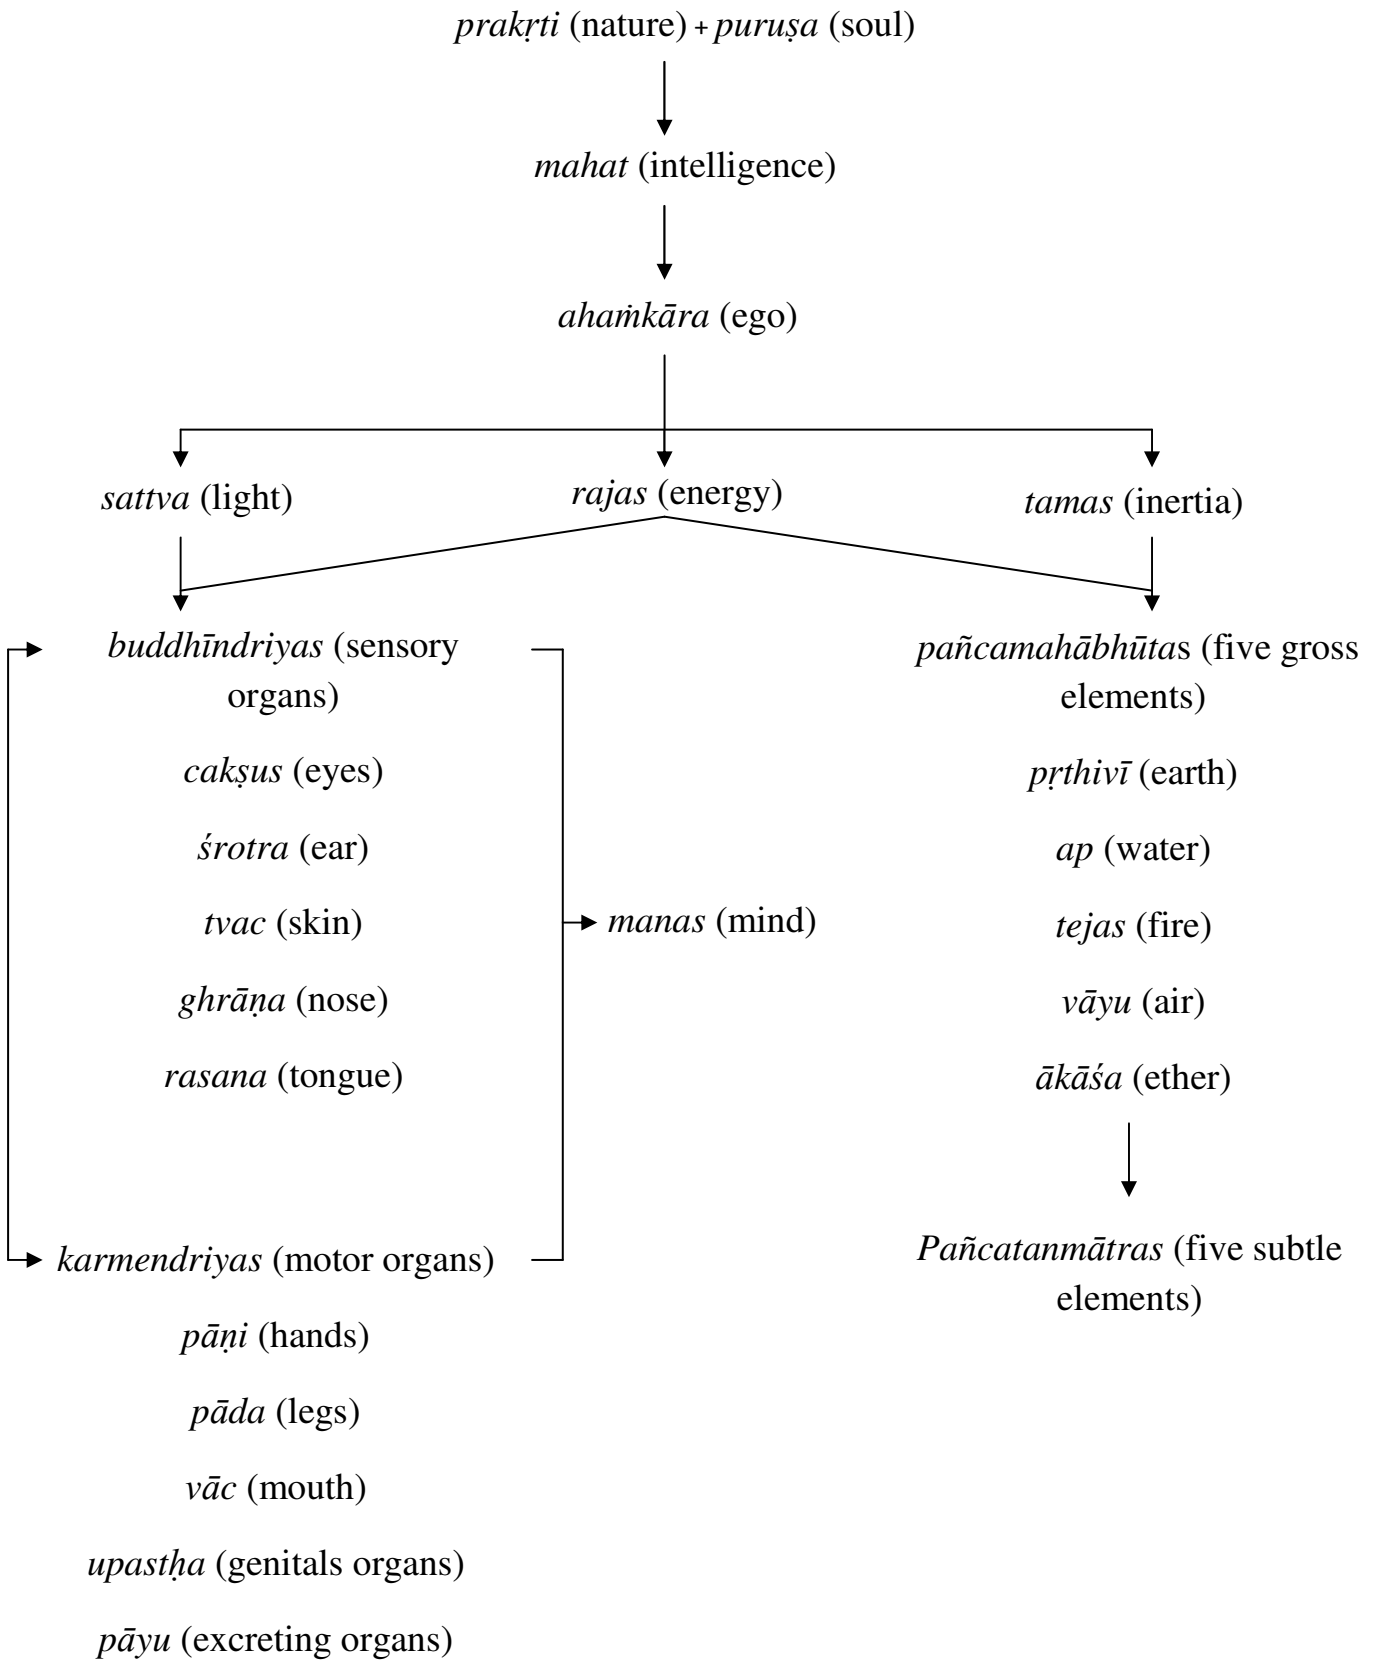 prakṛti (nature) + puruṣa (soul)
mahat (intelligence)
ahaṁkāra (ego)
sattva (light)
rajas (energy)
tamas (inertia)
buddhīndriyas (sensory
organs)
cakṣus (eyes)
śrotra (ear)
tvac (skin)
ghrāṇa (nose)
rasana (tongue)
karmendriyas (motor organs)
pāṇi (hands)
pāda (legs)
vāc (mouth)
upastḥa (genitals organs)
pāyu (excreting organs)
manas (mind)
pañcamahābhūtas (five gross
elements)
pṛthivī (earth)
ap (water)
tejas (fire)
vāyu (air)
ākāśa (ether)
Pañcatanmātras (five subtle
elements)